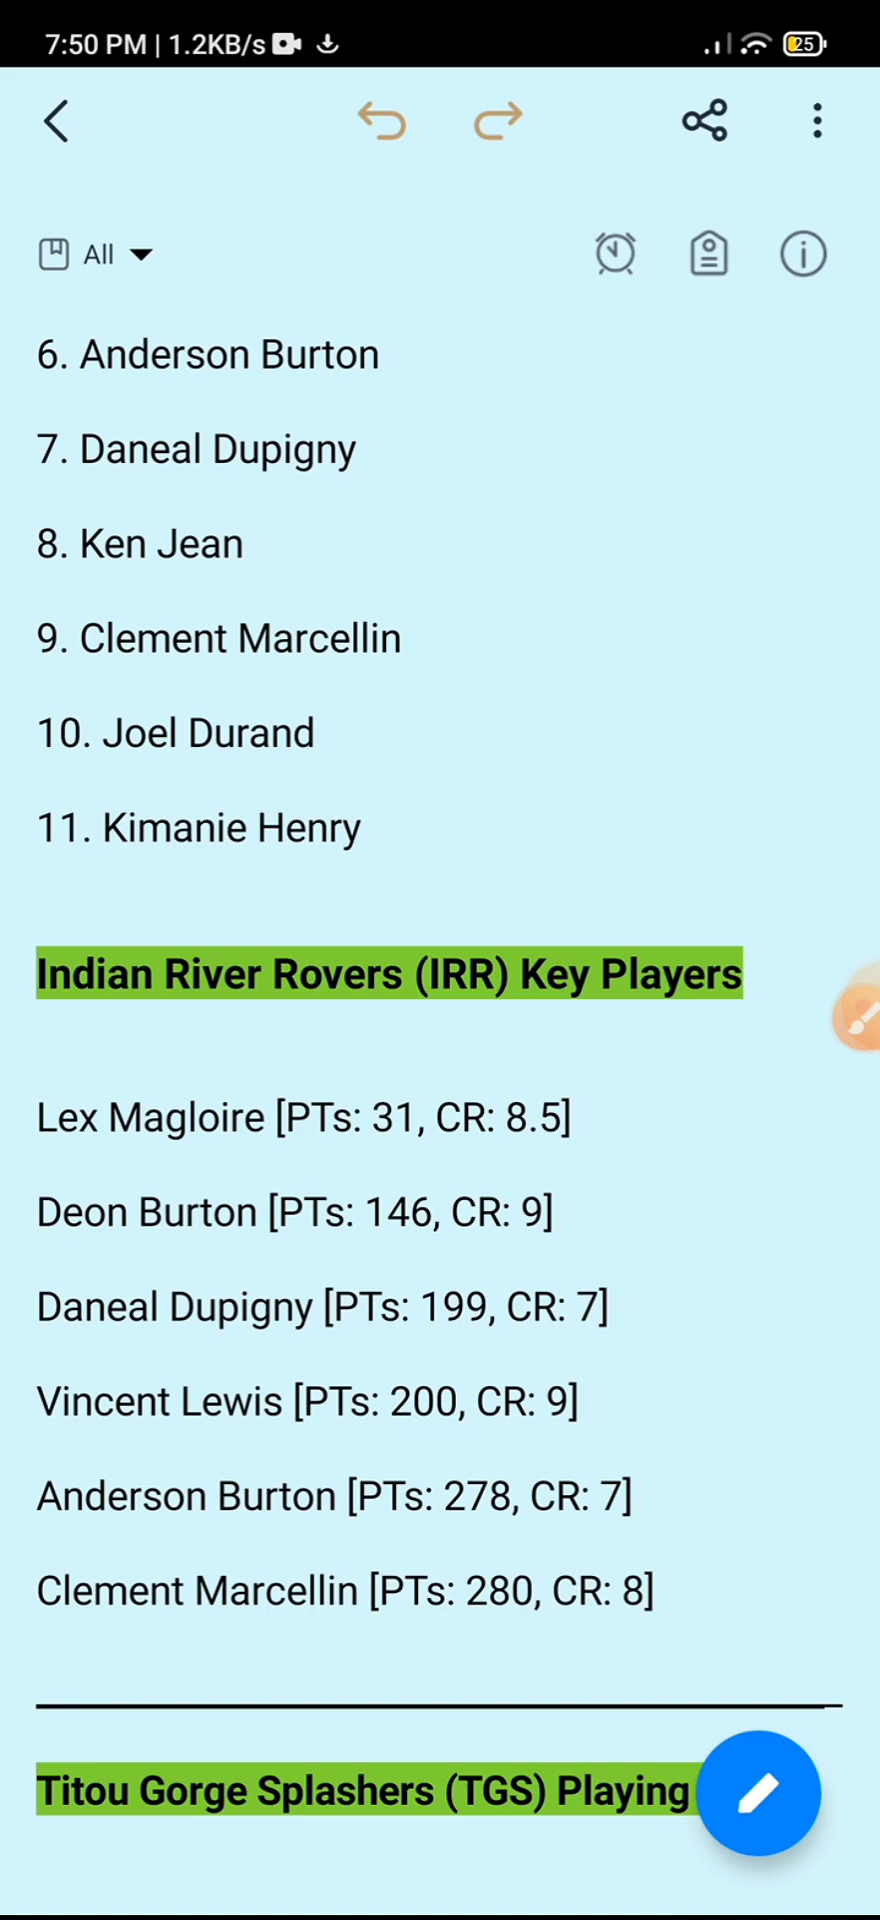 7:50 PM | 1.2KB/s 25
All
6. Anderson Burton
7. Daneal Dupigny
8. Ken Jean
9. Clement Marcellin
10. Joel Durand
11. Kimanie Henry
Indian River Rovers (IRR) Key Players
Lex Magloire [PTs: 31, CR: 8.5]
Deon Burton [PTs: 146, CR: 9]
Daneal Dupigny [PTs: 199, CR: 7]
Vincent Lewis [PTs: 200, CR: 9]
Anderson Burton [PTs: 278, CR: 7]
Clement Marcellin [PTs: 280, CR: 8]
Titou Gorge Splashers (TGS) Playing